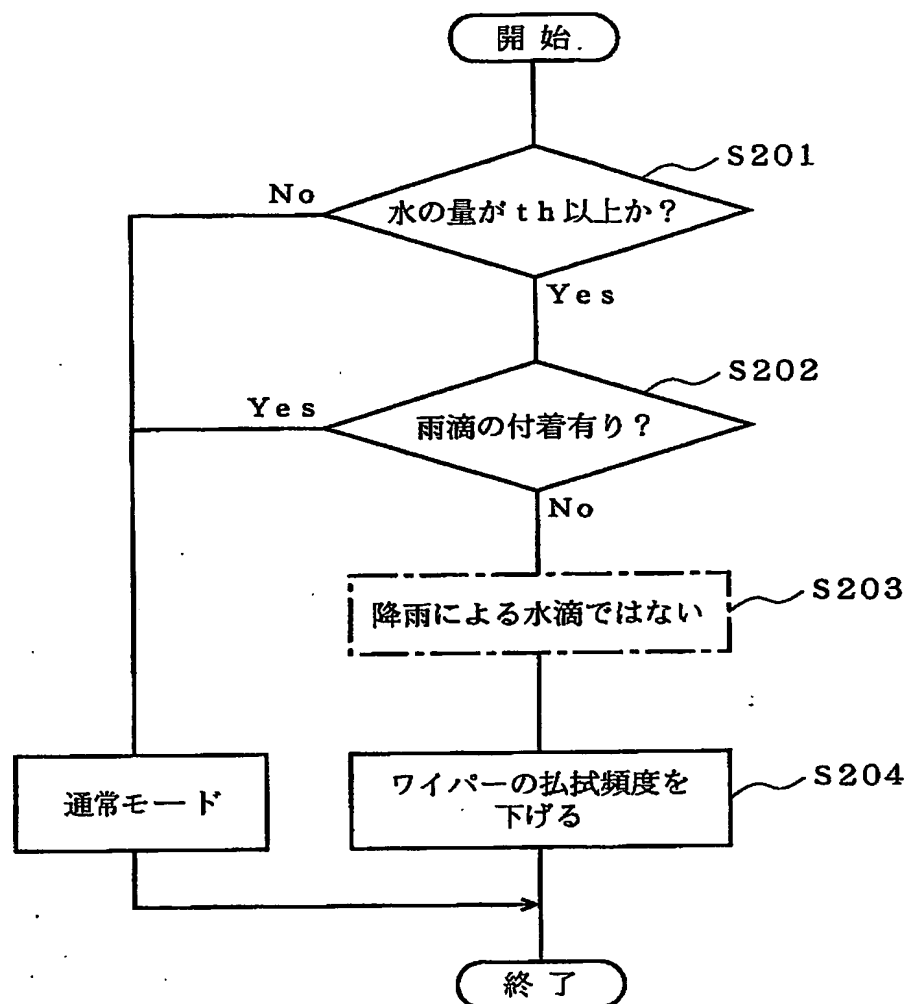 開始
S201
No
水の量がth以上か？
Yes
S202
Yes
雨滴の付着有り？
No
S203
降雨による水滴ではない
S204
ワイパーの払拭頻度を
下げる
通常モード
終了